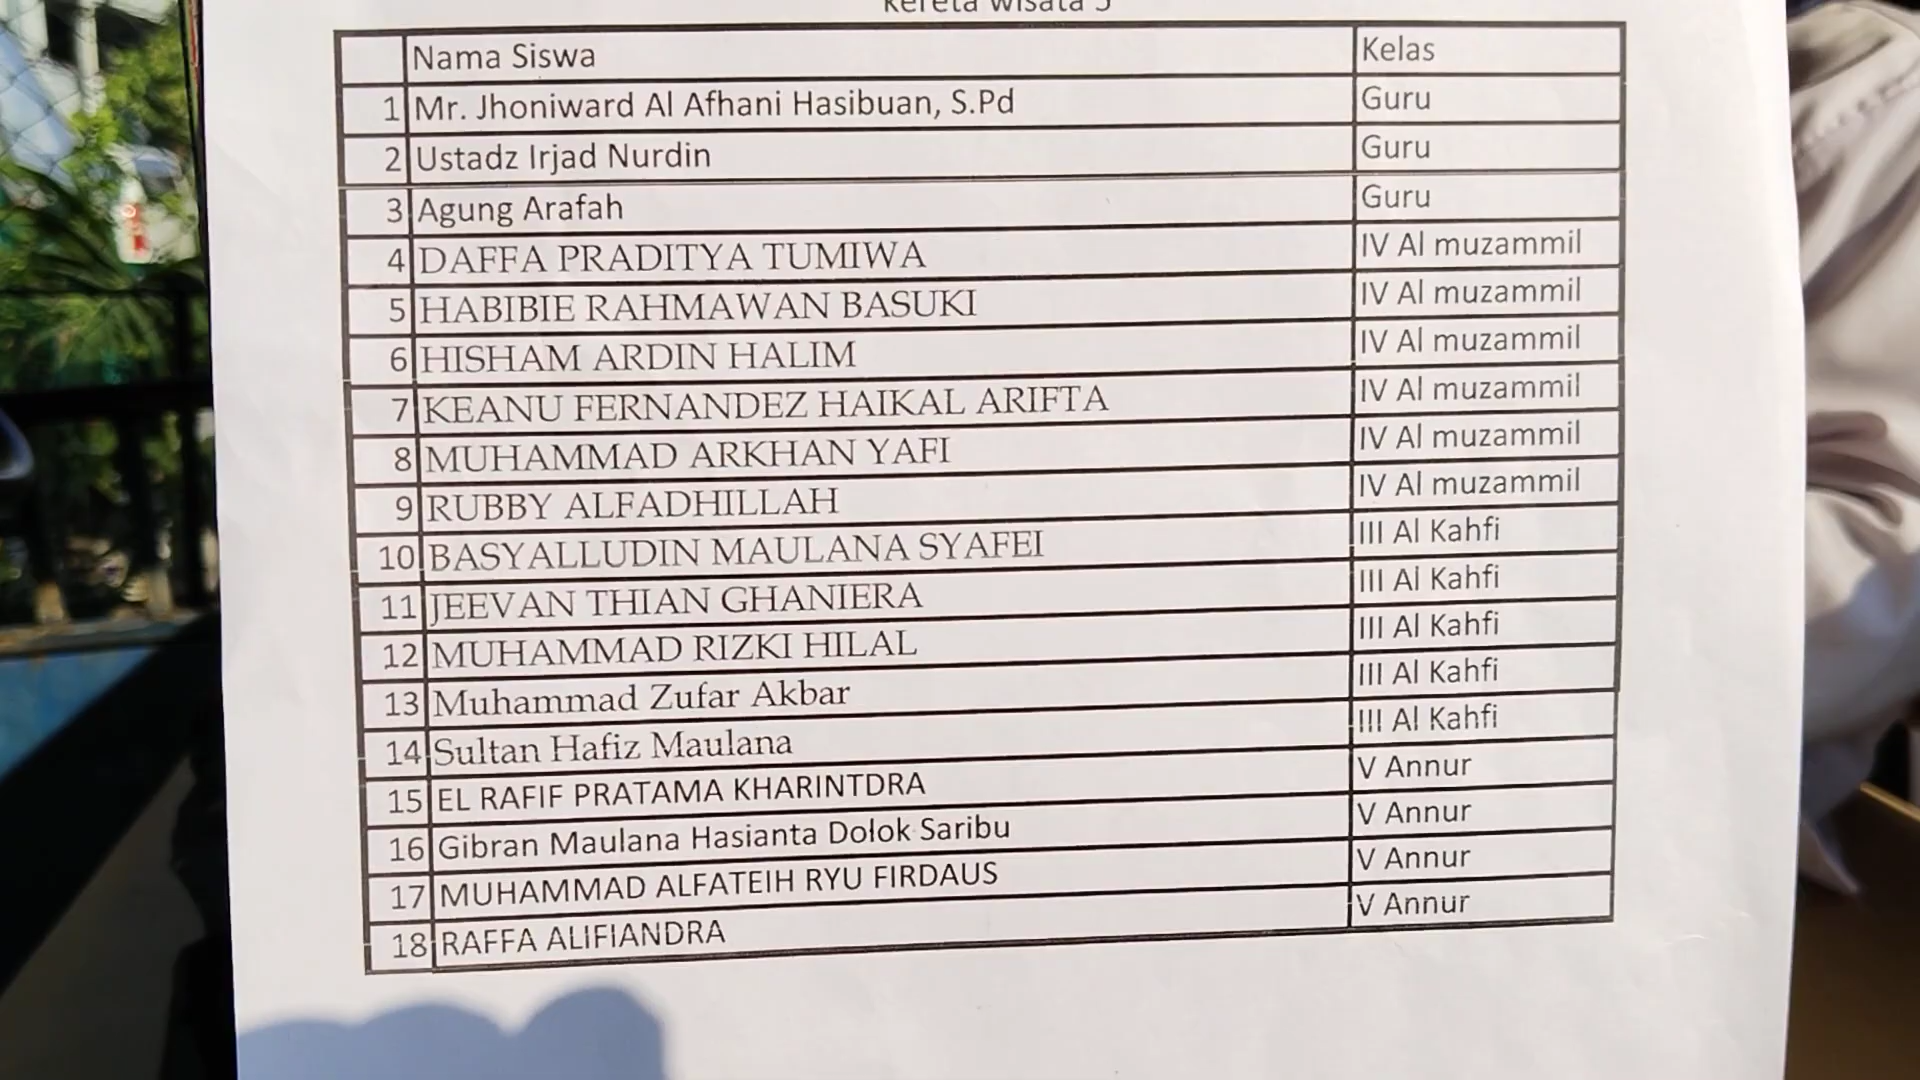 Kereta wisata 5
Nama Siswa Kelas
1 Mr. Jhoniward Al Afhani Hasibuan, S.Pd Guru
2 Ustadz Irjad Nurdin Guru
3 Agung Arafah Guru
4 DAFFA PRADITYA TUMIWA IV Al muzammil
5 HABIBIE RAHMAWAN BASUKI IV Al muzammil
6 HISHAM ARDIN HALIM IV Al muzammil
7 KEANU FERNANDEZ HAIKAL ARIFTA IV Al muzammil
8 MUHAMMAD ARKHAN YAFI IV Al muzammil
9 RUBBY ALFADHILLAH IV Al muzammil
10 BASYALLUDIN MAULANA SYAFEI III Al Kahfi
11 JEEVAN THIAN GHANIERA III Al Kahfi
12 MUHAMMAD RIZKI HILAL III Al Kahfi
13 Muhammad Zufar Akbar III Al Kahfi
14 Sultan Hafiz Maulana III Al Kahfi
15 EL RAFIF PRATAMA KHARINTDRA V Annur
16 Gibran Maulana Hasianta Dolok Saribu V Annur
17 MUHAMMAD ALFATEIH RYU FIRDAUS V Annur
18 RAFFA ALIFIANDRA V Annur